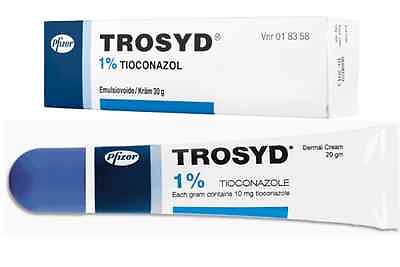 Pfizer
TROSYD®
Vnr 01 83 58
1% TIOCONAZOL
Emulsiovoide/Kräm 30 g
Pfizer
TROSYD®
Dermal Cream
20 gm
1% TIOCONAZOLE
Each gram contains 10 mg tioconazole